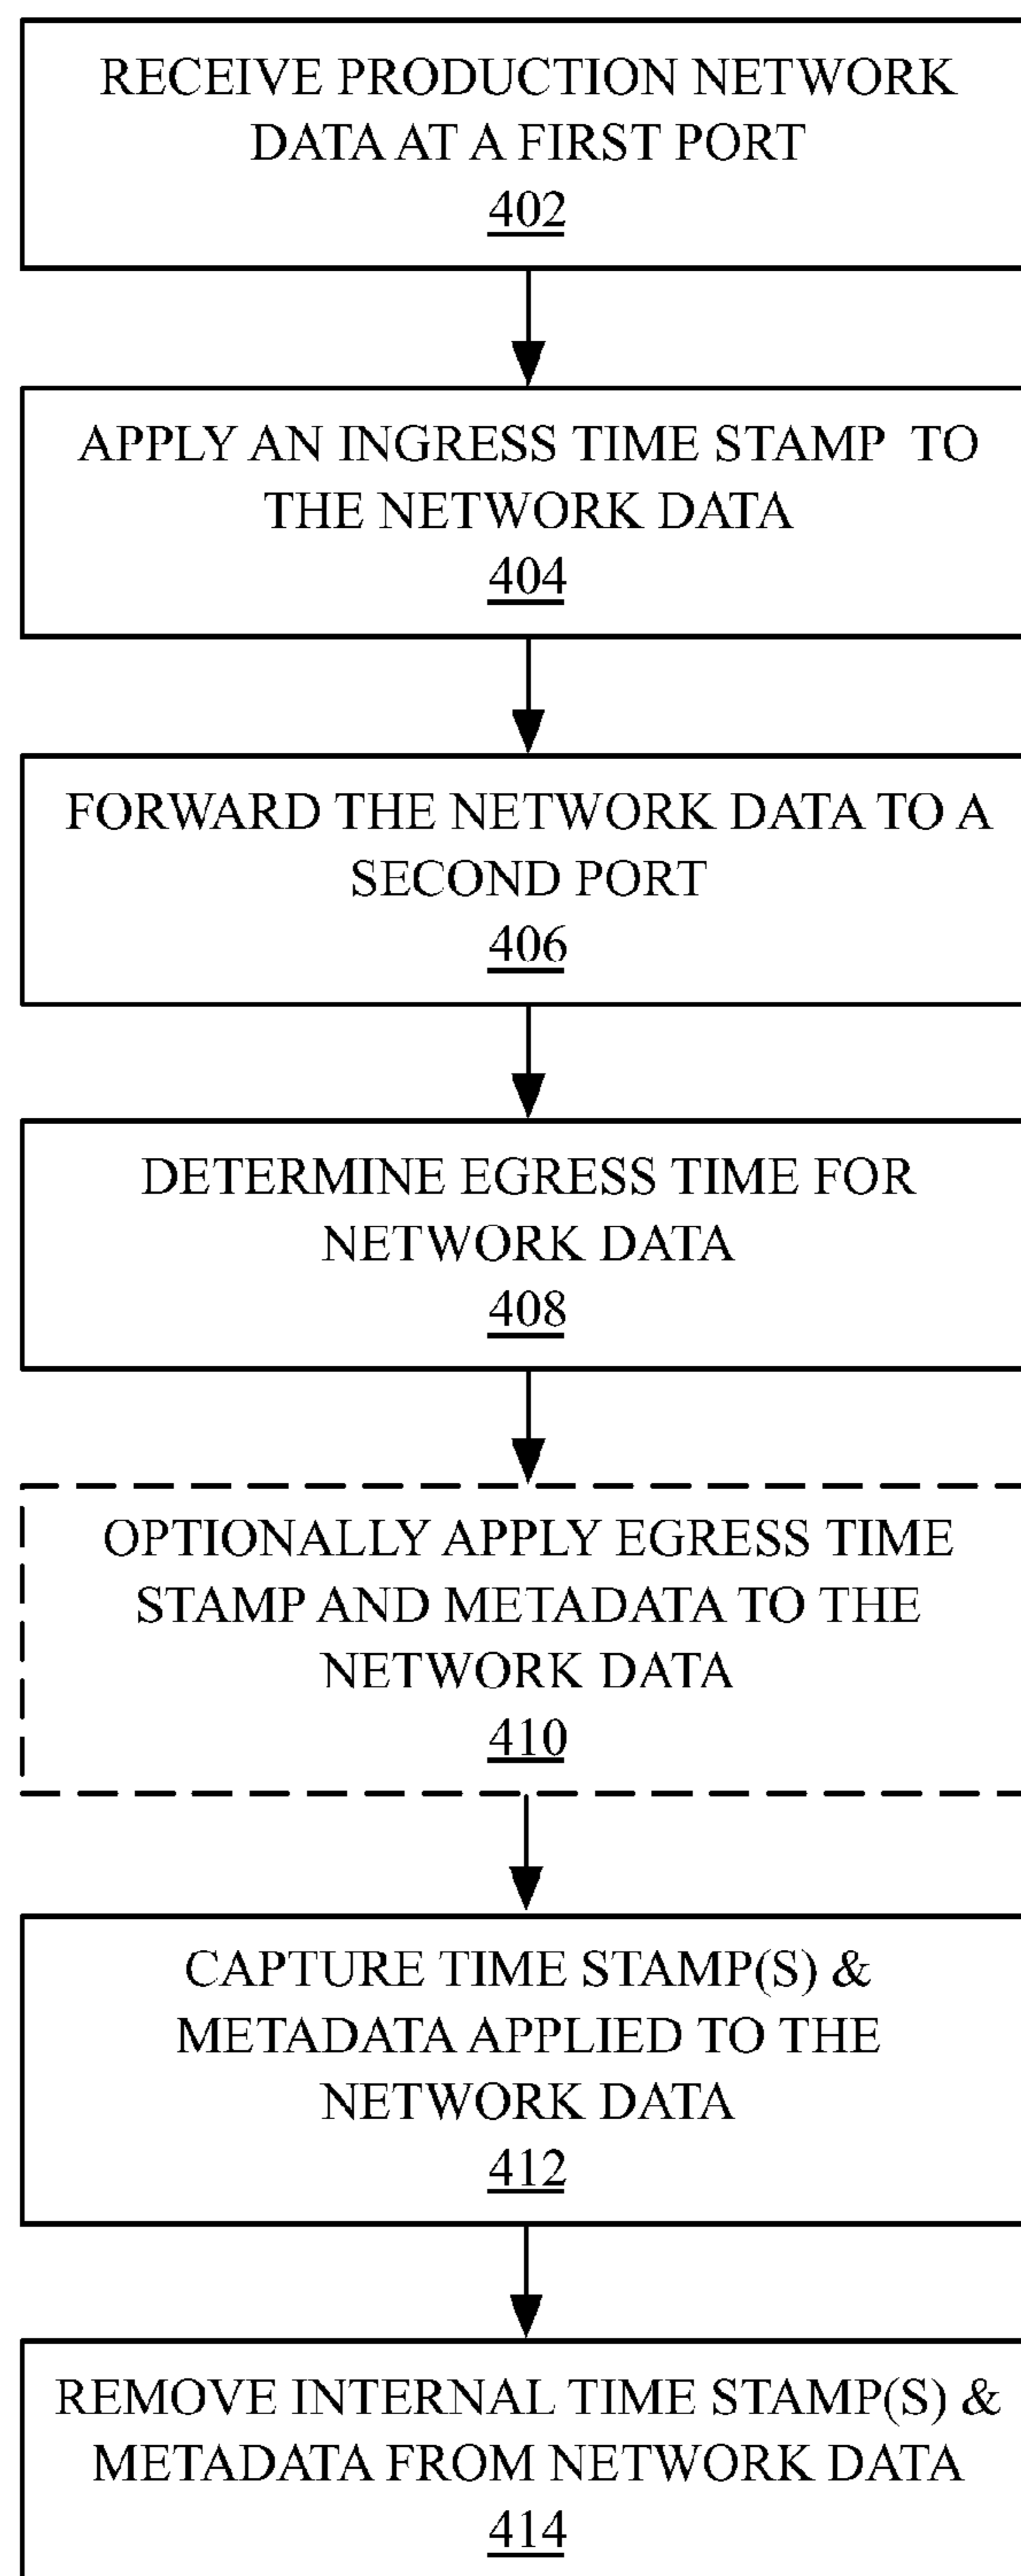 RECEIVE PRODUCTION NETWORK
DATA AT A FIRST PORT
402
APPLY AN INGRESS TIME STAMP TO
THE NETWORK DATA
404
FORWARD THE NETWORK DATA TO A
SECOND PORT
406
DETERMINE EGRESS TIME FOR
NETWORK DATA
408
OPTIONALLY APPLY EGRESS TIME
STAMP AND METADATA TO THE
NETWORK DATA
410
CAPTURE TIME STAMP(S) &
METADATA APPLIED TO THE
NETWORK DATA
412
REMOVE INTERNAL TIME STAMP(S) &
METADATA FROM NETWORK DATA
414